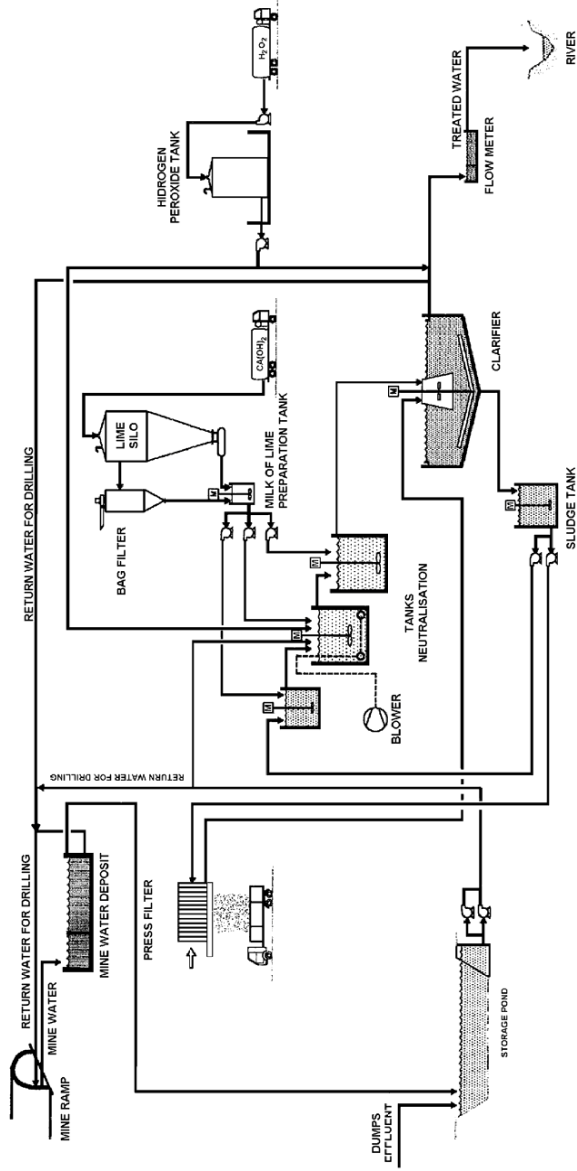 RETURN WATER FOR DRILLING
MINE WATER
MINE RAMP
MINE WATER DEPOSIT
RETURN WATER FOR DRILLING
RETURN WATER FOR DRILLING
BAG FILTER
LIME
SILO
CA(OH)2
MILK OF LIME
PREPARATION TANK
HIDROGEN
PEROXIDE TANK
H2O2
PRESS FILTER
BLOWER
M
M
M
M
M
M
TANKS
NEUTRALISATION
CLARIFIER
SLUDGE TANK
TREATED WATER
FLOW METER
RIVER
DUMPS
EFFLUENT
STORAGE POND